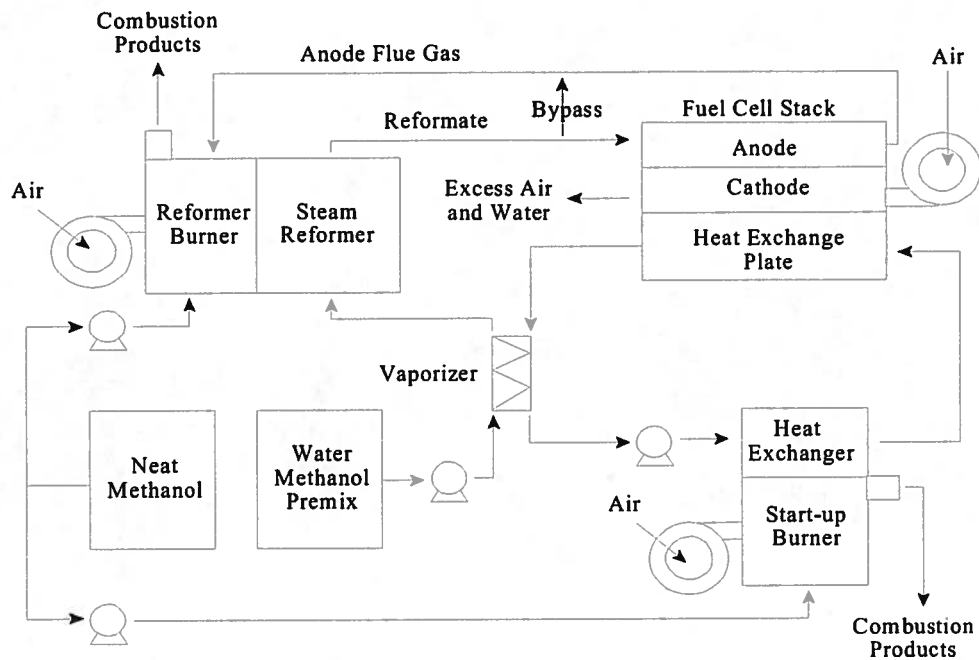 Combustion
Products
Anode Flue Gas
Air
Bypass
Fuel Cell Stack
Reformate
Anode
Air
Reformer
Burner
Steam
Reformer
Excess Air
and Water
Cathode
Heat Exchange
Plate
Vaporizer
Neat
Methanol
Water
Methanol
Premix
Heat
Exchanger
Air
Start-up
Burner
Combustion
Products